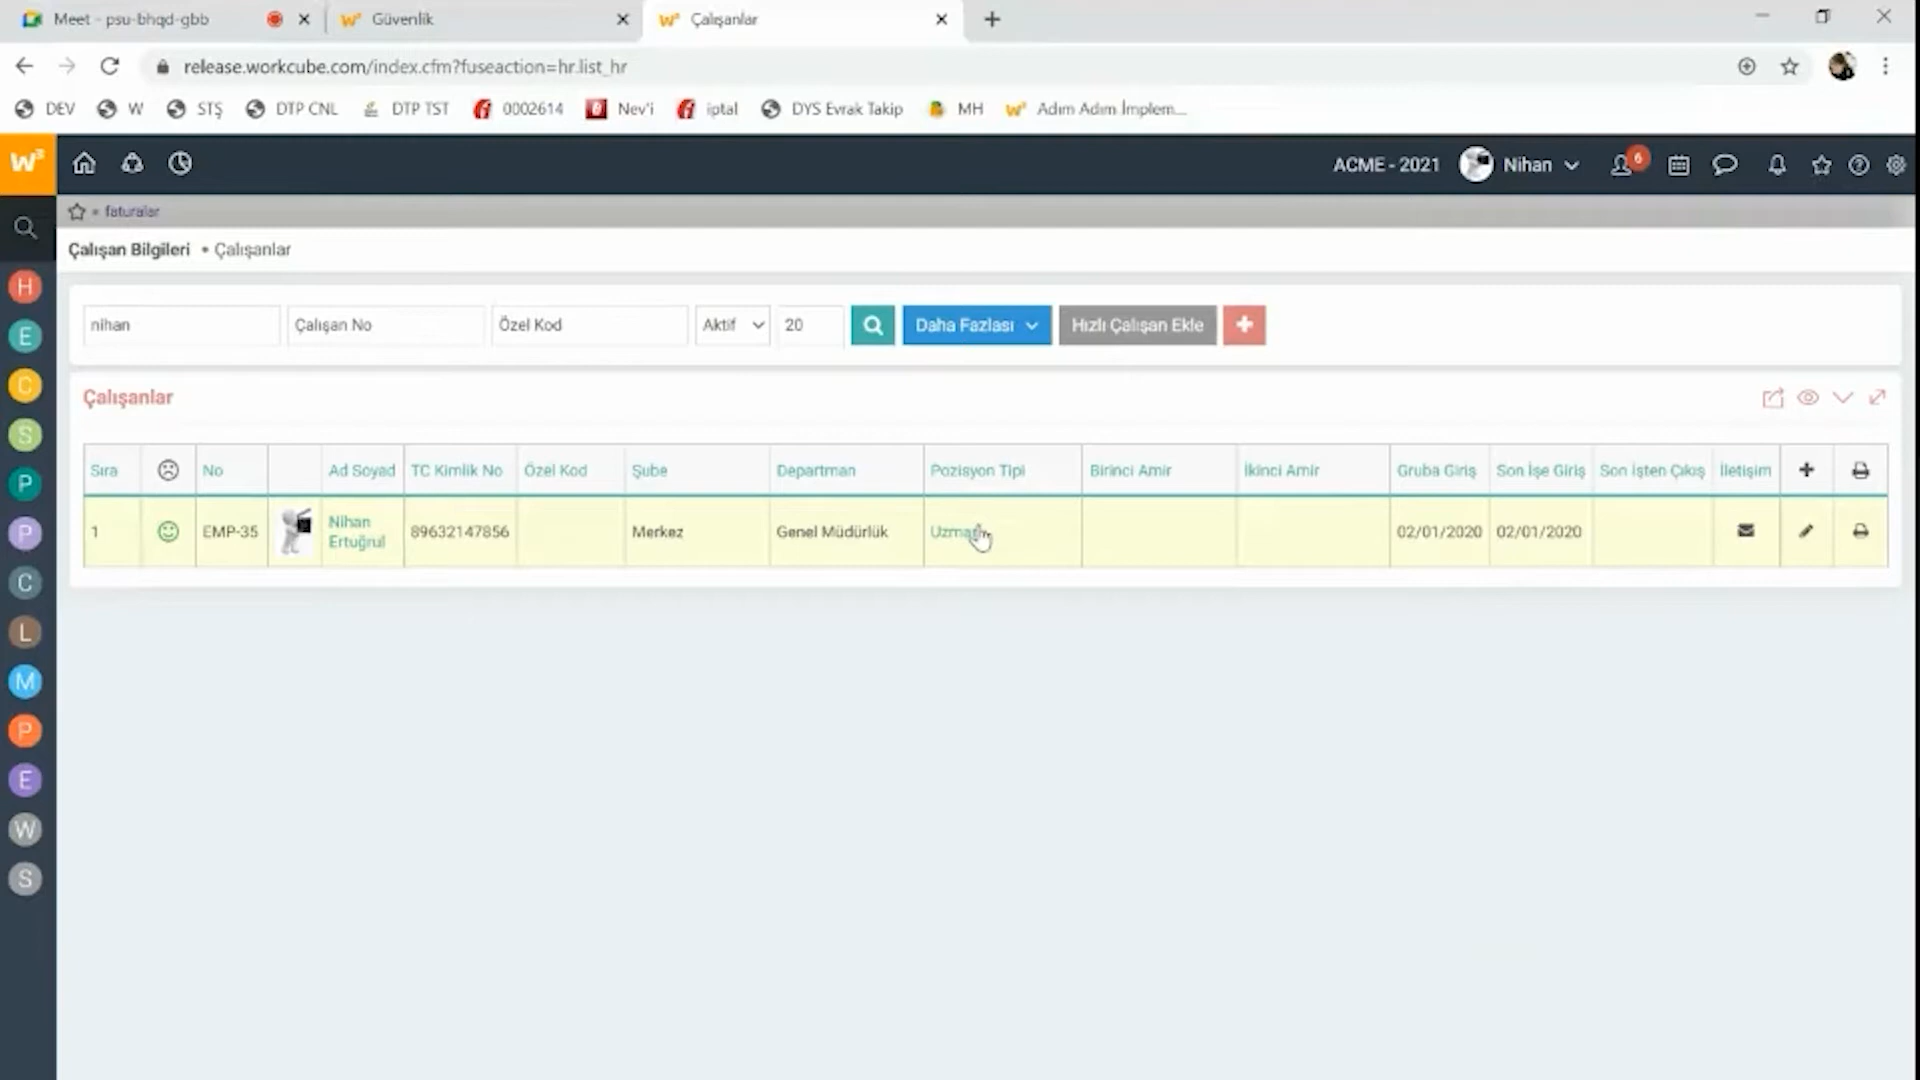 Meet - psu-bhqd-gbb
Güvenlik
Çalışanlar
release.workcube.com/index.cfm?fuseaction=hr.list_hr
DEV W STŞ DTP CNL DTP TST 0002614 Nev'i iptal DYS Evrak Takip MH Adım Adım İmplem...
w³ ACME - 2021 Nihan 6
faturalar
Çalışan Bilgileri • Çalışanlar
nihan Çalışan No Özel Kod Aktif 20 Daha Fazlası Hızlı Çalışan Ekle
Çalışanlar
Sıra No Ad Soyad TC Kimlik No Özel Kod Şube Departman Pozisyon Tipi Birinci Amir İkinci Amir Gruba Giriş Son İşe Giriş Son İşten Çıkış İletişim
1 EMP-35 Nihan Ertuğrul 89632147856 Merkez Genel Müdürlük 02/01/2020 02/01/2020
H
E
C
S
P
P
C
L
M
P
E
W
S